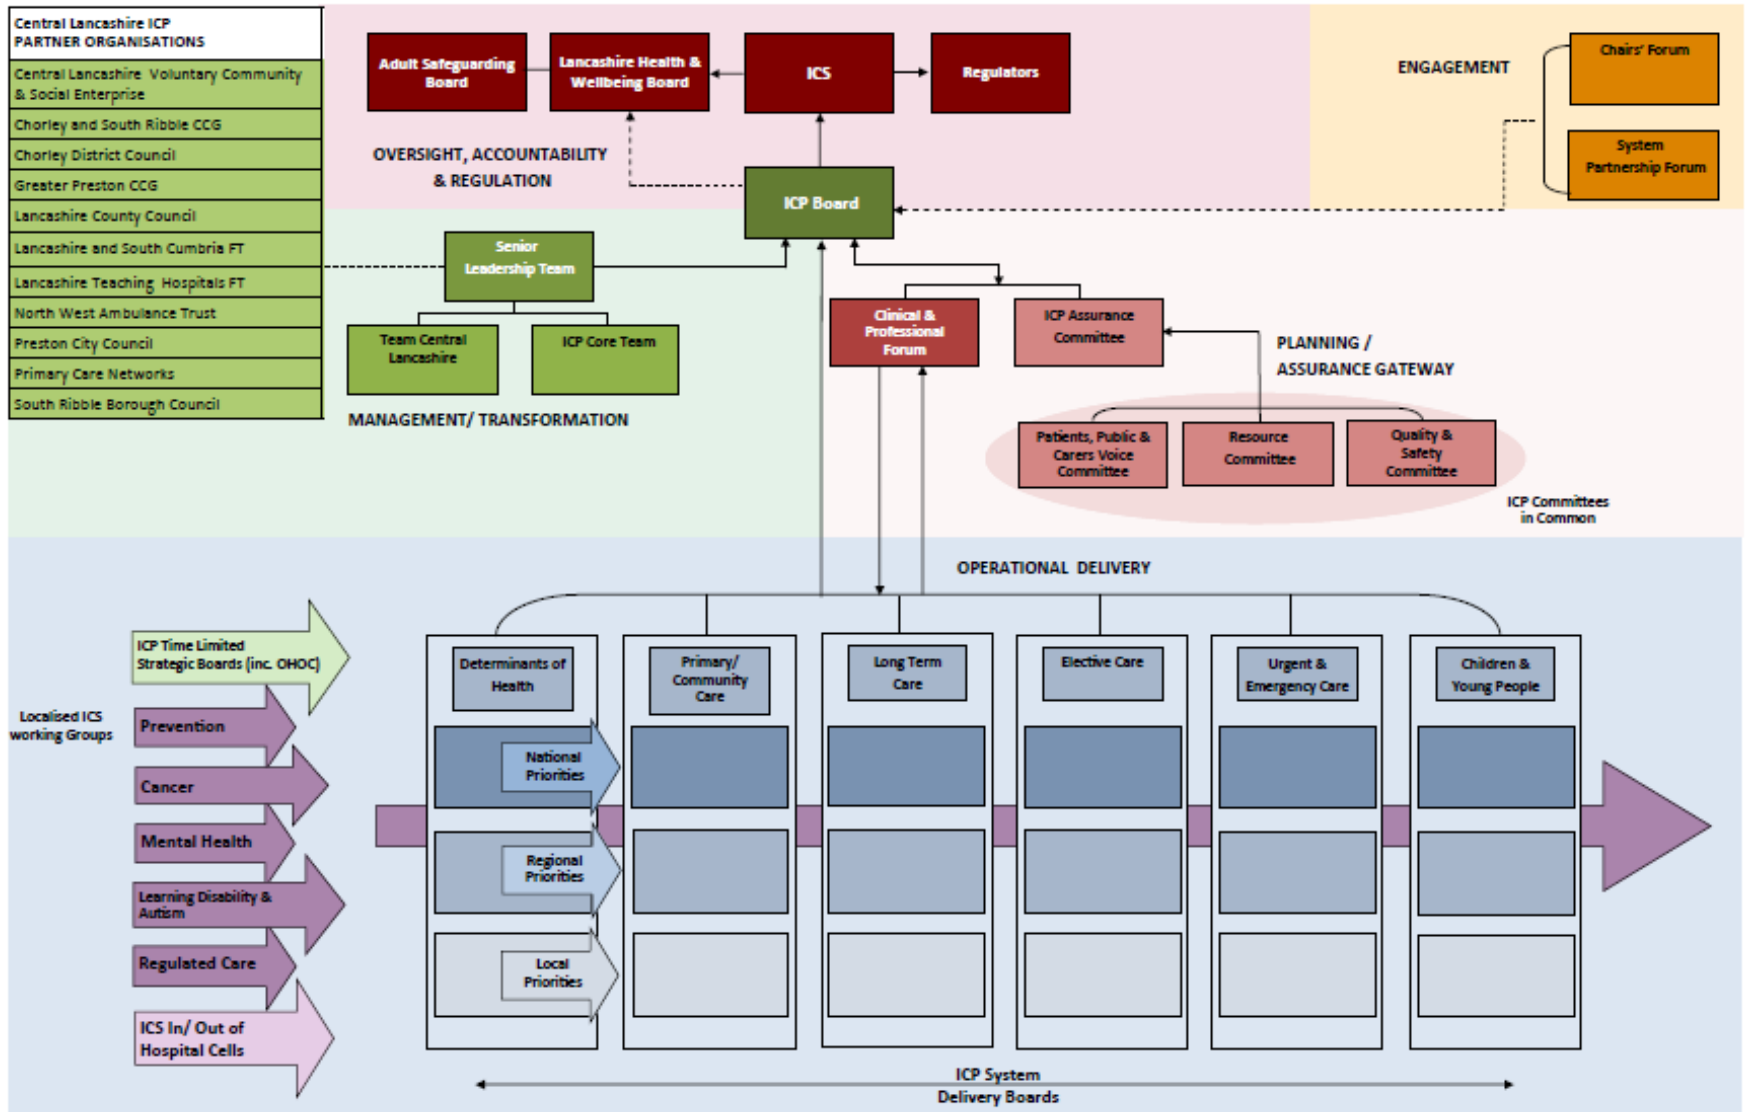 Central Lancashire ICP
PARTNER ORGANISATIONS
Central Lancashire Voluntary Community
& Social Enterprise
Chorley and South Ribble CCG
Chorley District Council
Greater Preston CCG
Lancashire County Council
Lancashire and South Cumbria FT
Lancashire Teaching Hospitals FT
North West Ambulance Trust
Preston City Council
Primary Care Networks
South Ribble Borough Council
Adult Safeguarding
Board
Lancashire Health &
Wellbeing Board
ICS
Regulators
OVERSIGHT, ACCOUNTABILITY
& REGULATION
ENGAGEMENT
Chairs' Forum
System
Partnership Forum
ICP Board
Senior
Leadership Team
Team Central
Lancashire
ICP Core Team
MANAGEMENT/ TRANSFORMATION
Clinical &
Professional
Forum
ICP Assurance
Committee
PLANNING /
ASSURANCE GATEWAY
Patients, Public &
Carers Voice
Committee
Resource
Committee
Quality &
Safety
Committee
ICP Committees
in Common
OPERATIONAL DELIVERY
ICP Time Limited
Strategic Boards (inc. OHOC)
Localised ICS
working Groups
Prevention
Cancer
Mental Health
Learning Disability &
Autism
Regulated Care
ICS In/ Out of
Hospital Cells
Determinants of
Health
Primary/
Community
Care
Long Term
Care
Elective Care
Urgent &
Emergency Care
Children &
Young People
National
Priorities
Regional
Priorities
Local
Priorities
ICP System
Delivery Boards